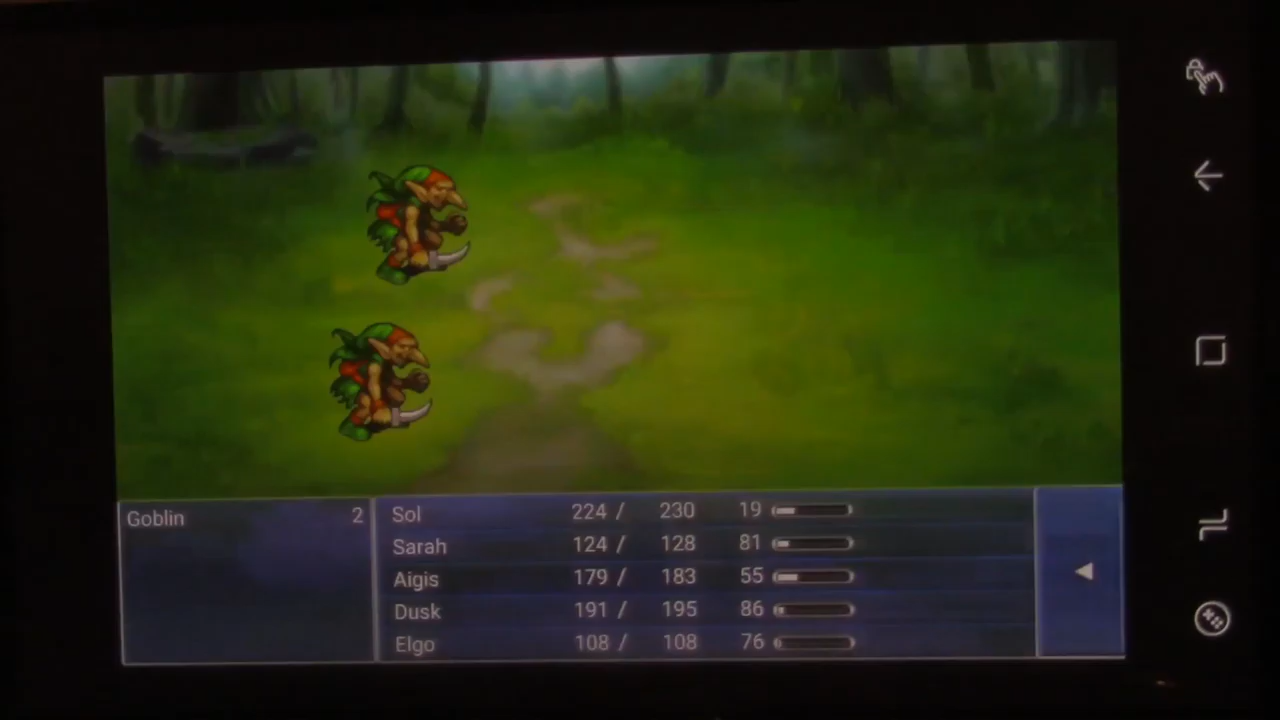 Goblin 2
Sol 224 / 230 19
Sarah 124 / 128 81
Aigis 179 / 183 55
Dusk 191 / 195 86
Elgo 108 / 108 76